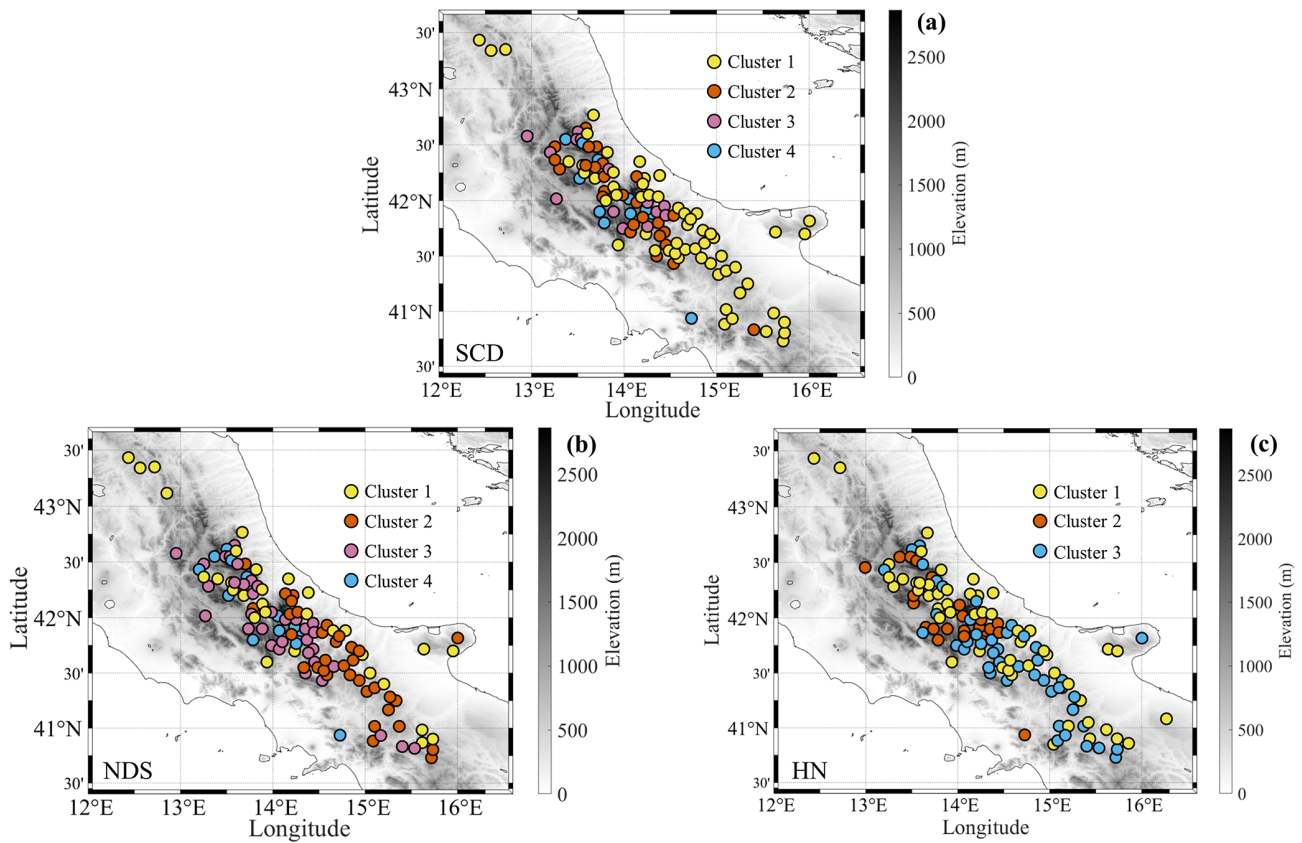 (a)
30'
2500
Cluster 1
43°N
Cluster 2
2000
Cluster 3
30'
Cluster 4
1500
Latitude
Elevation (m)
42°N
1000
30'
41°N
500
SCD
30'
0
12°E
13°E
14°E
15°E
16°E
Longitude
(b)
30'
2500
Cluster 1
43°N
Cluster 2
2000
Cluster 3
30'
Cluster 4
1500
Latitude
Elevation (m)
42°N
1000
30'
41°N
500
NDS
30'
0
12°E
13°E
14°E
15°E
16°E
Longitude
(c)
30'
2500
Cluster 1
43°N
Cluster 2
2000
Cluster 3
30'
1500
Latitude
Elevation (m)
42°N
1000
30'
41°N
500
HN
30'
0
12°E
13°E
14°E
15°E
16°E
Longitude